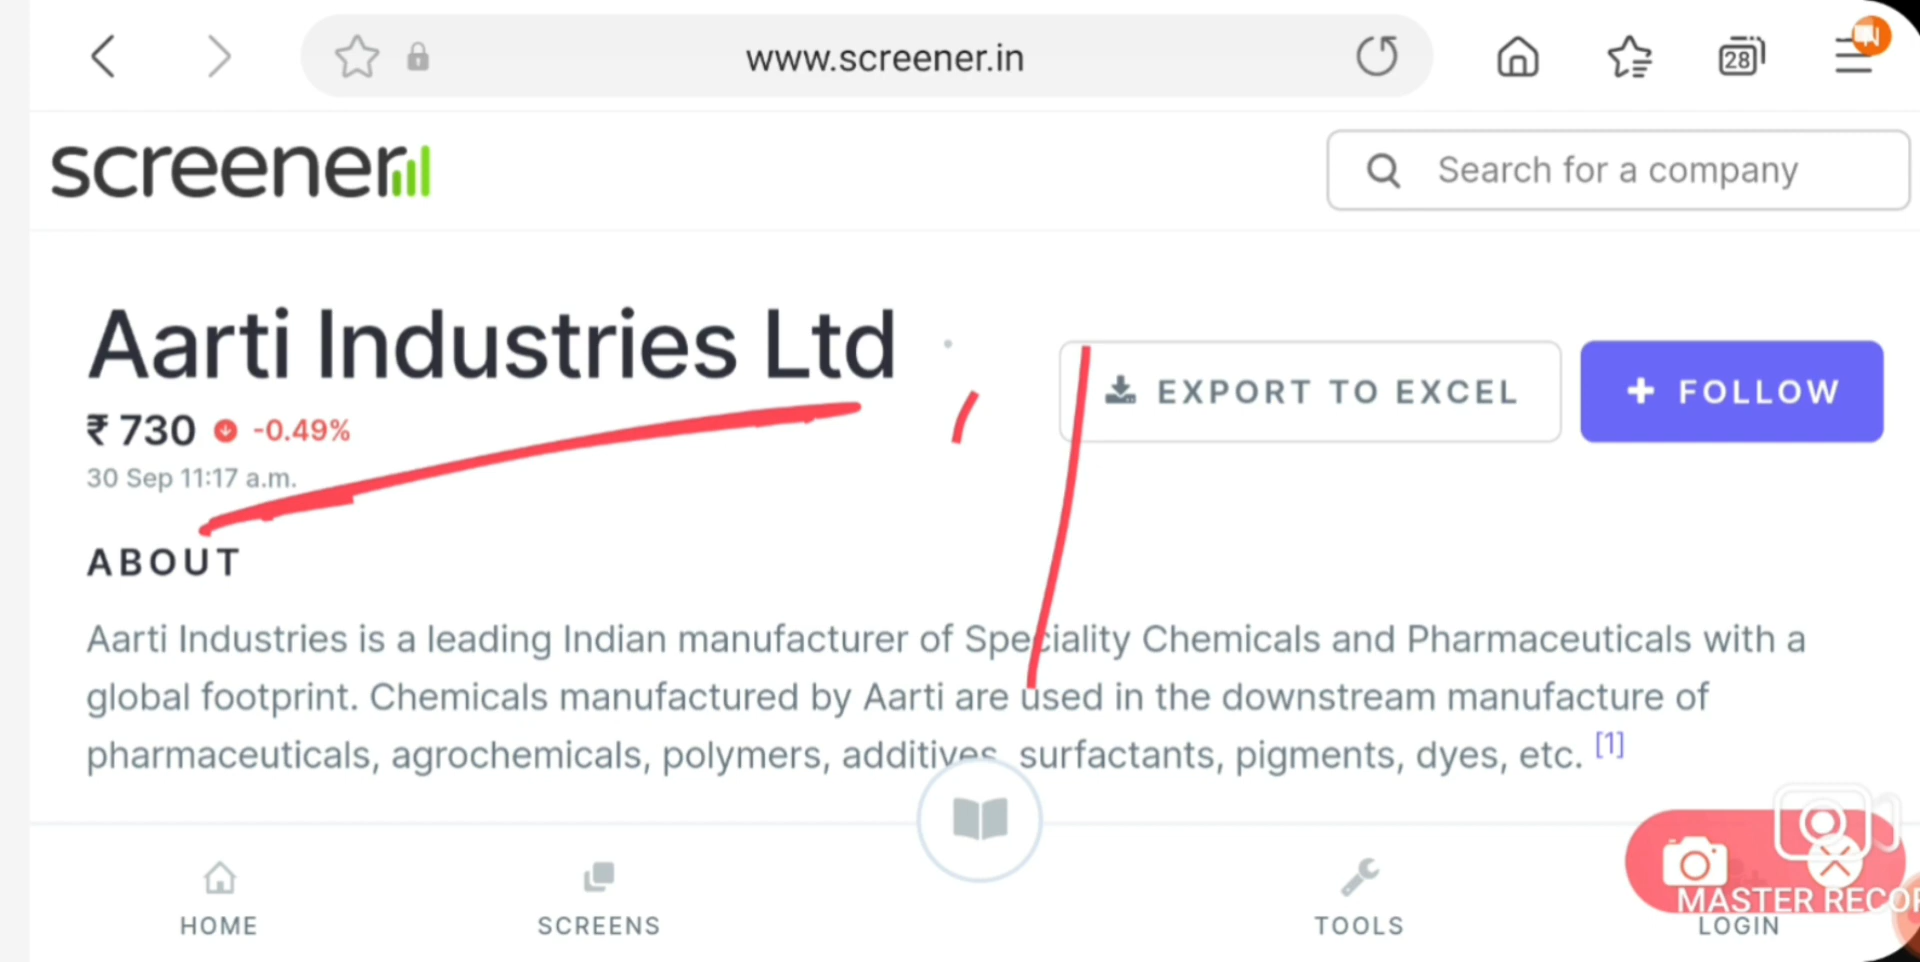 www.screener.in
28
screener
Search for a company
Aarti Industries Ltd
EXPORT TO EXCEL
FOLLOW
₹ 730 -0.49%
30 Sep 11:17 a.m.
ABOUT
Aarti Industries is a leading Indian manufacturer of Speciality Chemicals and Pharmaceuticals with a
global footprint. Chemicals manufactured by Aarti are used in the downstream manufacture of
pharmaceuticals, agrochemicals, polymers, additives, surfactants, pigments, dyes, etc. [1]
MASTER RECOR
HOME
SCREENS
TOOLS
LOGIN